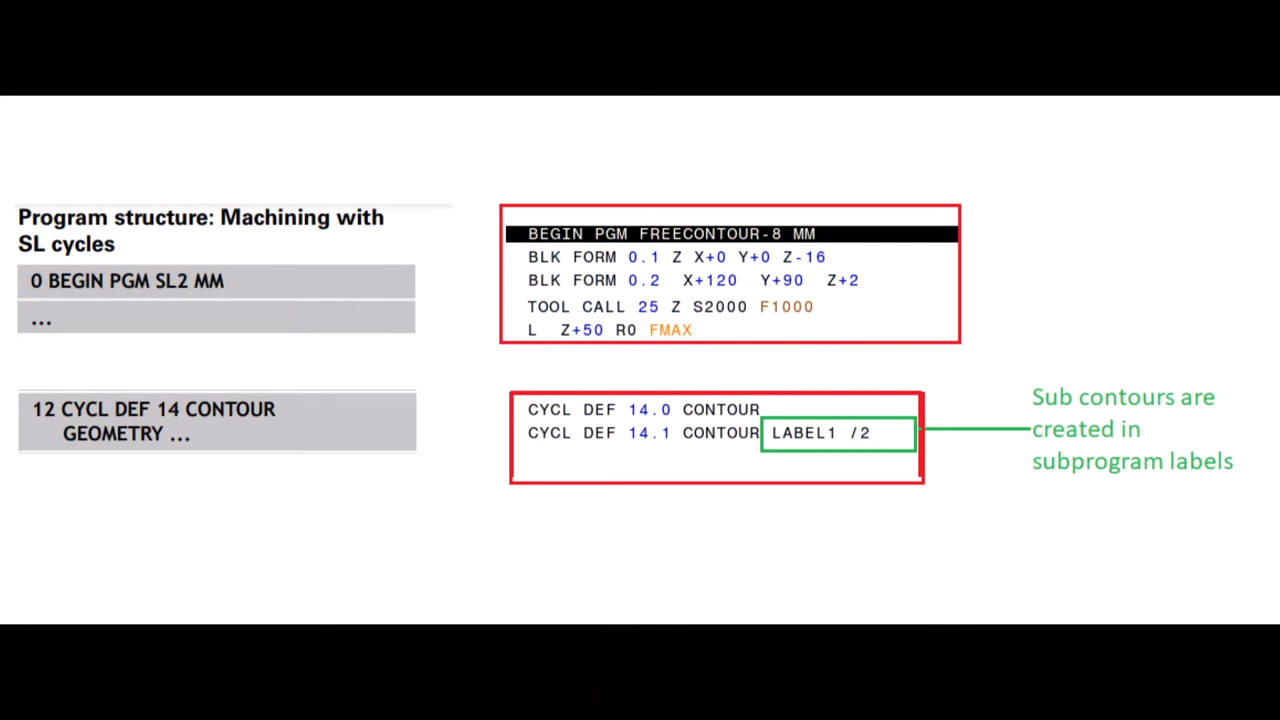 Program structure: Machining with
SL cycles
0 BEGIN PGM SL2 MM
...
12 CYCL DEF 14 CONTOUR
GEOMETRY ...
BEGIN PGM FREECONTOUR-8 MM
BLK FORM 0.1 Z X+0 Y+0 Z-16
BLK FORM 0.2 X+120 Y+90 Z+2
TOOL CALL 25 Z S2000 F1000
L Z+50 R0 FMAX
CYCL DEF 14.0 CONTOUR
CYCL DEF 14.1 CONTOUR LABEL1 /2
Sub contours are
created in
subprogram labels